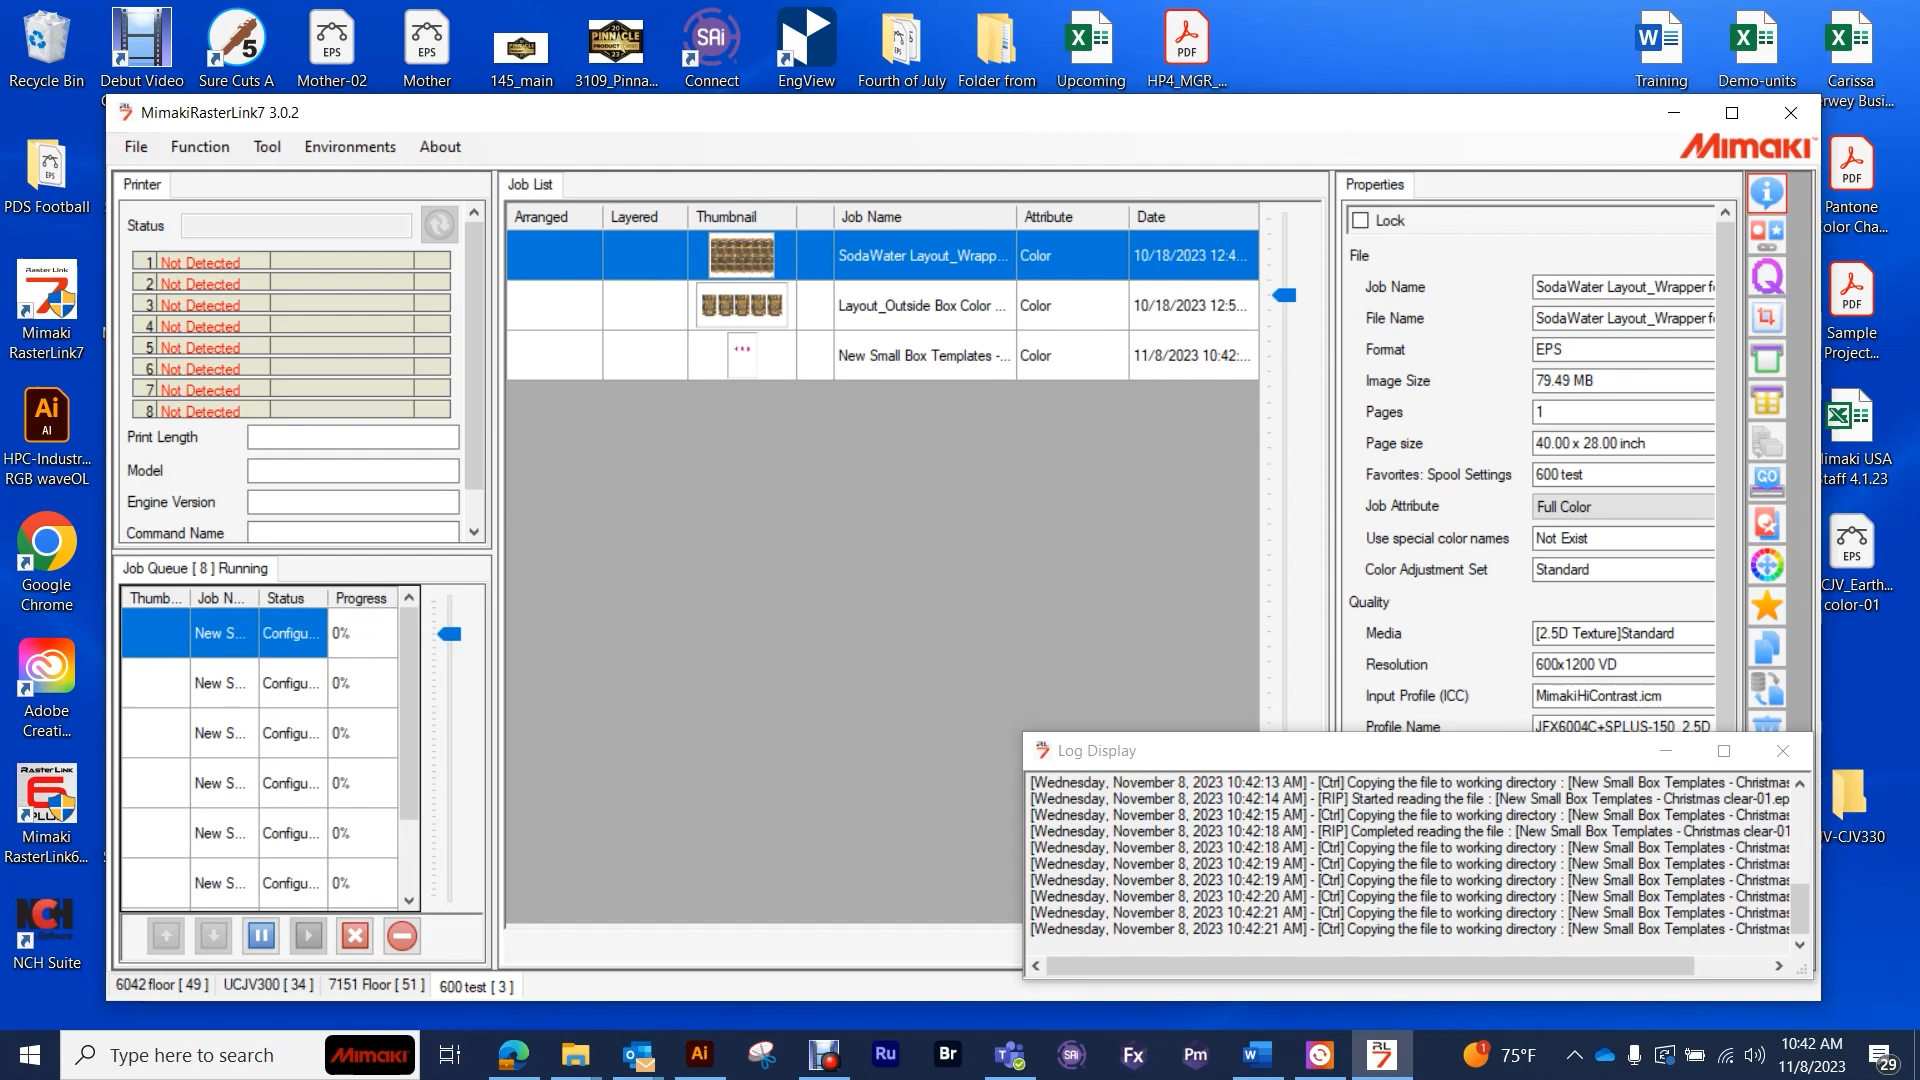 Recycle Bin
Debut Video
Sure Cuts A
Mother-02
Mother
145_main
3109_Pinna...
Connect
EngView
Fourth of July
Folder from
Upcoming
HP4_MGR_...
Training
Demo-units
Carissa
erwey Busi...
PDS Football
Mimaki
RasterLink7
HPC-Industr...
RGB waveOL
Google
Chrome
Adobe
Creati...
Mimaki
RasterLink6...
NCH Suite
Pantone
Color Cha...
Sample
Project...
Mimaki USA
staff 4.1.23
CJV_Earth...
color-01
JV-CJV330
MimakiRasterLink7 3.0.2
File Function Tool Environments About
Mimaki
Printer
Status
1 Not Detected
2 Not Detected
3 Not Detected
4 Not Detected
5 Not Detected
6 Not Detected
7 Not Detected
8 Not Detected
Print Length
Model
Engine Version
Command Name
Job Queue [ 8 ] Running
Thumb... Job N... Status Progress
New S... Configu... 0%
New S... Configu... 0%
New S... Configu... 0%
New S... Configu... 0%
New S... Configu... 0%
New S... Configu... 0%
6042 floor [ 49 ] UCJV300 [ 34 ] 7151 Floor [ 51 ] 600 test [ 3 ]
Job List
Arranged Layered Thumbnail Job Name Attribute Date
SodaWater Layout_Wrapp... Color 10/18/2023 12:4...
Layout_Outside Box Color ... Color 10/18/2023 12:5...
New Small Box Templates -... Color 11/8/2023 10:42:...
Properties
Lock
File
Job Name SodaWater Layout_Wrapper f
File Name SodaWater Layout_Wrapper f
Format EPS
Image Size 79.49 MB
Pages 1
Page size 40.00 x 28.00 inch
Favorites: Spool Settings 600 test
Job Attribute Full Color
Use special color names Not Exist
Color Adjustment Set Standard
Quality
Media [2.5D Texture]Standard
Resolution 600x1200 VD
Input Profile (ICC) MimakiHiContrast.icm
Profile Name JFX6004C+SPLUS-150_2.5D
Log Display
[Wednesday, November 8, 2023 10:42:13 AM] - [Ctrl] Copying the file to working directory : [New Small Box Templates - Christmas
[Wednesday, November 8, 2023 10:42:14 AM] - [RIP] Started reading the file : [New Small Box Templates - Christmas clear-01.ep
[Wednesday, November 8, 2023 10:42:15 AM] - [Ctrl] Copying the file to working directory : [New Small Box Templates - Christmas
[Wednesday, November 8, 2023 10:42:18 AM] - [RIP] Completed reading the file : [New Small Box Templates - Christmas clear-01
[Wednesday, November 8, 2023 10:42:18 AM] - [Ctrl] Copying the file to working directory : [New Small Box Templates - Christmas
[Wednesday, November 8, 2023 10:42:19 AM] - [Ctrl] Copying the file to working directory : [New Small Box Templates - Christmas
[Wednesday, November 8, 2023 10:42:19 AM] - [Ctrl] Copying the file to working directory : [New Small Box Templates - Christmas
[Wednesday, November 8, 2023 10:42:20 AM] - [Ctrl] Copying the file to working directory : [New Small Box Templates - Christmas
[Wednesday, November 8, 2023 10:42:21 AM] - [Ctrl] Copying the file to working directory : [New Small Box Templates - Christmas
[Wednesday, November 8, 2023 10:42:21 AM] - [Ctrl] Copying the file to working directory : [New Small Box Templates - Christmas
Type here to search
Mimaki
75°F
10:42 AM
11/8/2023
29